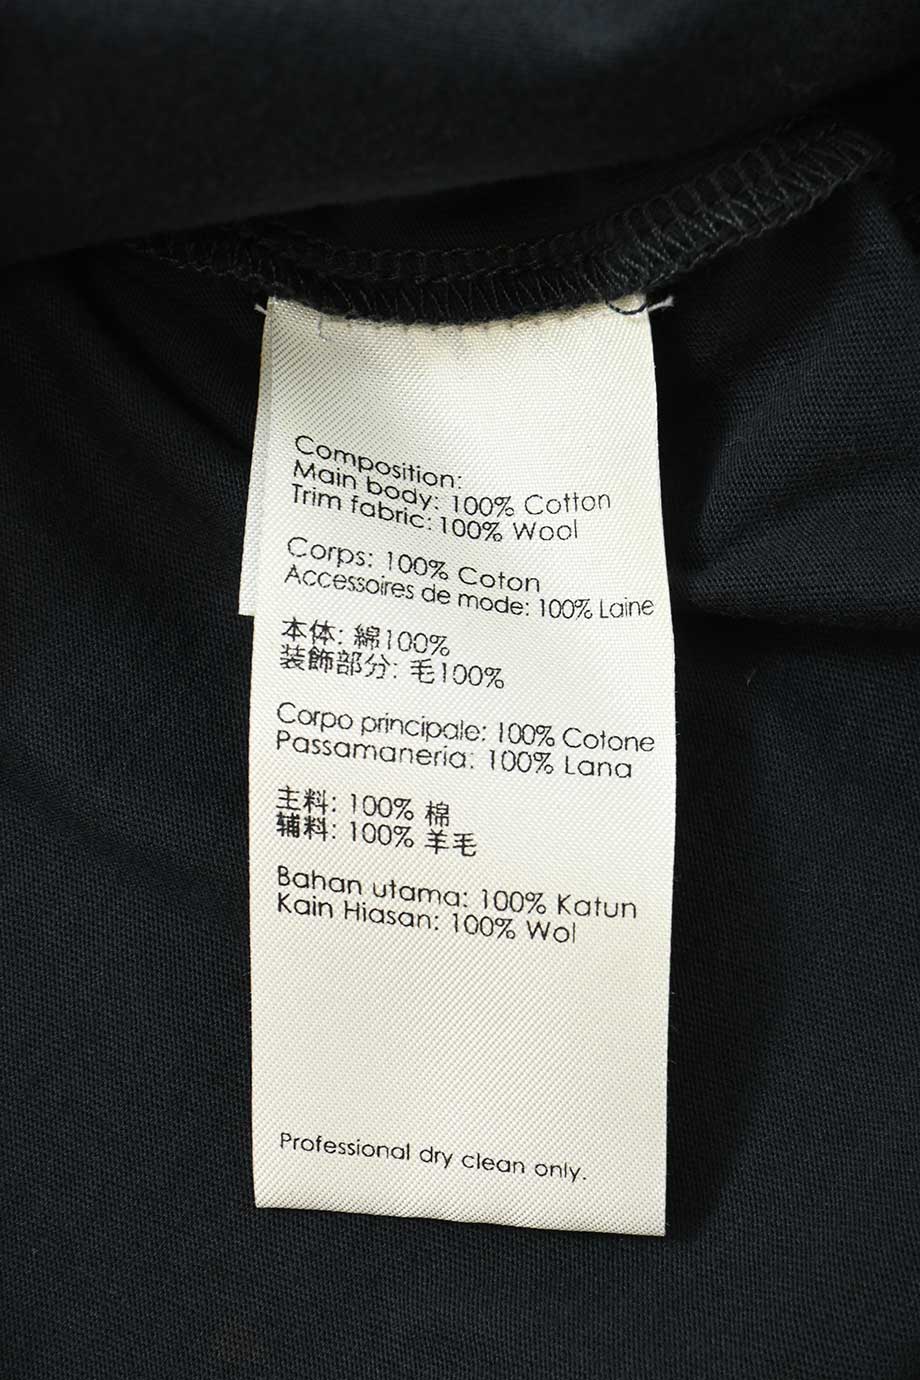 Composition:
Main body: 100% Cotton
Trim fabric: 100% Wool
Corps: 100% Coton
Accessoires de mode: 100% Laine
本体: 綿100%
装飾部分: 毛100%
Corpo principale: 100% Cotone
Passamaneria: 100% Lana
主料: 100% 棉
辅料: 100% 羊毛
Bahan utama: 100% Katun
Kain Hiasan: 100% Wol
Professional dry clean only.